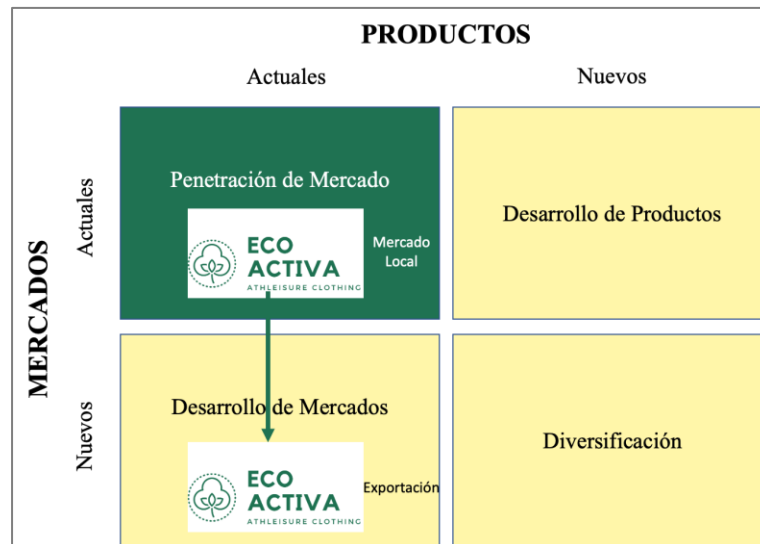 PRODUCTOS
Actuales
Nuevos
MERCADOS
Actuales
Penetración de Mercado
ECO
ACTIVA
ATHLEISURE CLOTHING
Mercado
Local
Desarrollo de Productos
Nuevos
Desarrollo de Mercados
ECO
ACTIVA
ATHLEISURE CLOTHING
Exportación
Diversificación